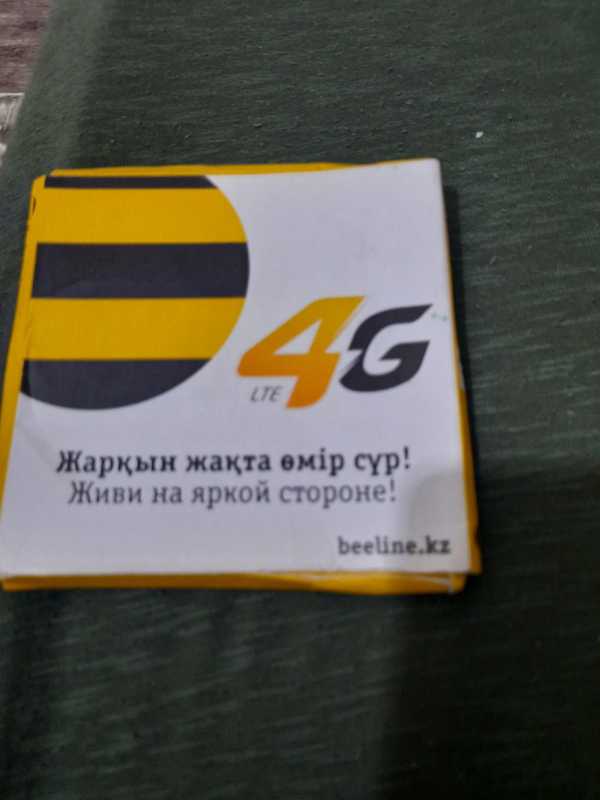 4G
LTE
Жарқын жақта өмір сүр!
Живи на яркой стороне!
beeline.kz